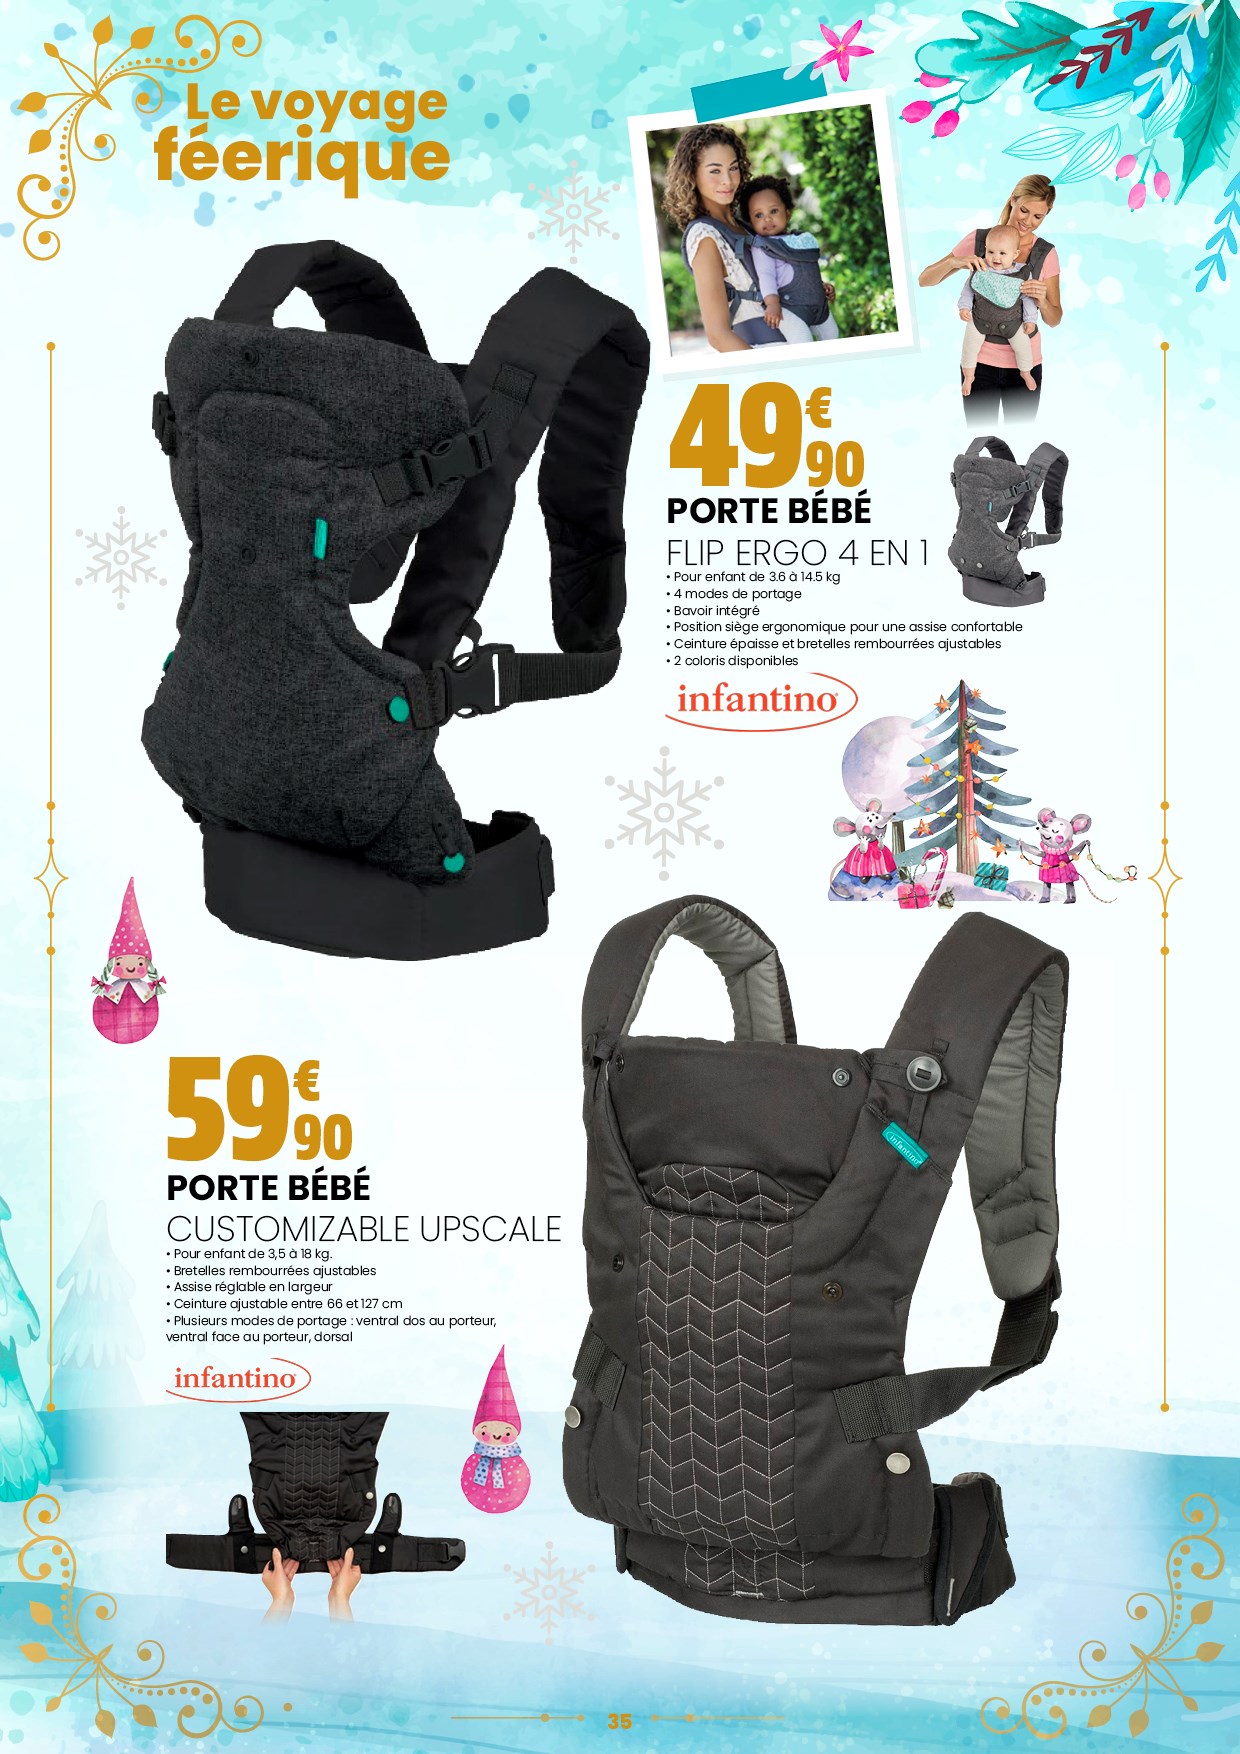 Le voyage
féerique
49€90
PORTE BÉBÉ
FLIP ERGO 4 EN 1
• Pour enfant de 3.6 à 14.5 kg
• 4 modes de portage
• Bavoir intégré
• Position siège ergonomique pour une assise confortable
• Ceinture épaisse et bretelles rembourrées ajustables
• 2 coloris disponibles
infantino
59€90
PORTE BÉBÉ
CUSTOMIZABLE UPSCALE
• Pour enfant de 3,5 à 18 kg.
• Bretelles rembourrées ajustables
• Assise réglable en largeur
• Ceinture ajustable entre 66 et 127 cm
• Plusieurs modes de portage : ventral dos au porteur,
ventral face au porteur, dorsal
infantino
infantino
35